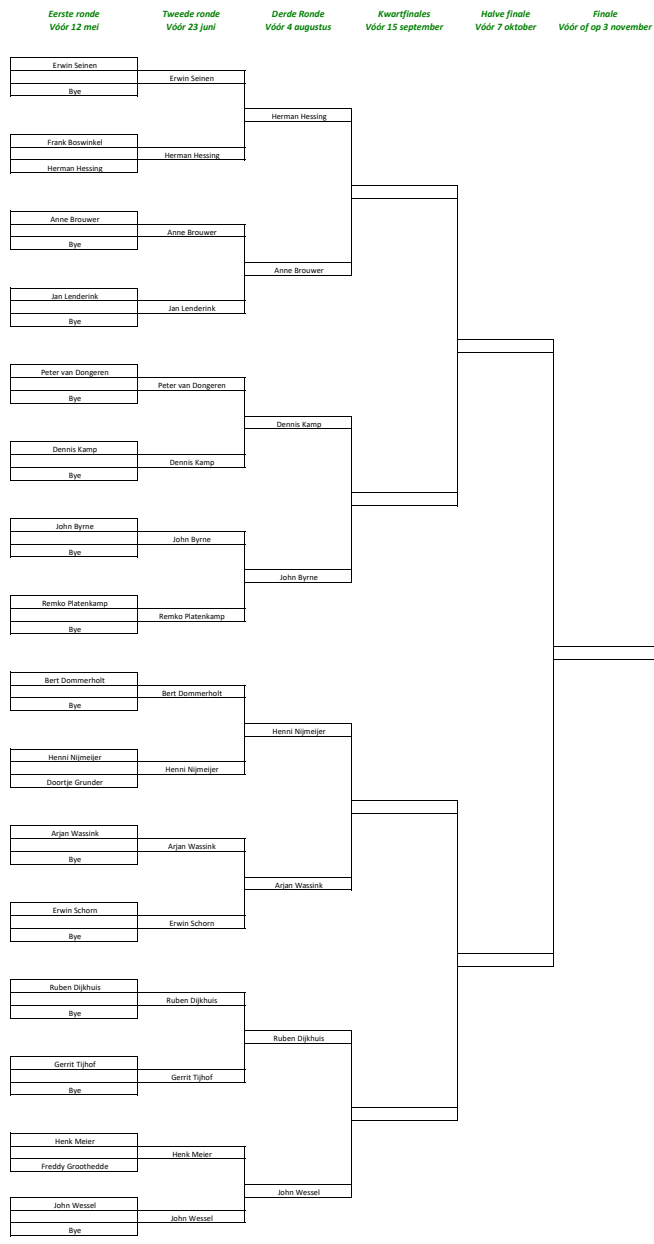 Eerste ronde
Vóór 12 mei
Tweede ronde
Vóór 23 juni
Derde Ronde
Vóór 4 augustus
Kwartfinales
Vóór 15 september
Halve finale
Vóór 7 oktober
Finale
Vóór of op 3 november
Erwin Seinen
Bye
Frank Boswinkel
Herman Hessing
Anne Brouwer
Bye
Jan Lenderink
Bye
Peter van Dongeren
Bye
Dennis Kamp
Bye
John Byrne
Bye
Remko Platenkamp
Bye
Bert Dommerholt
Bye
Henni Nijmeijer
Doortje Grunder
Arjan Wassink
Bye
Erwin Schorn
Bye
Ruben Dijkhuis
Bye
Gerrit Tijhof
Bye
Henk Meier
Freddy Groothedde
John Wessel
Bye
Erwin Seinen
Herman Hessing
Anne Brouwer
Jan Lenderink
Peter van Dongeren
Dennis Kamp
John Byrne
Remko Platenkamp
Bert Dommerholt
Henni Nijmeijer
Arjan Wassink
Erwin Schorn
Ruben Dijkhuis
Gerrit Tijhof
Henk Meier
John Wessel
Herman Hessing
Anne Brouwer
Dennis Kamp
John Byrne
Henni Nijmeijer
Arjan Wassink
Ruben Dijkhuis
John Wessel